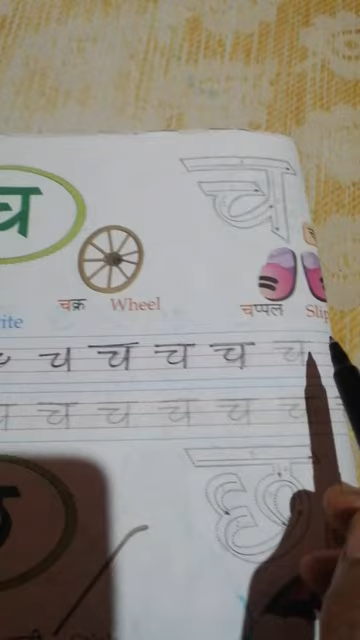 च च
चक्र Wheel चप्पल
च च च च च
च च च च
छ